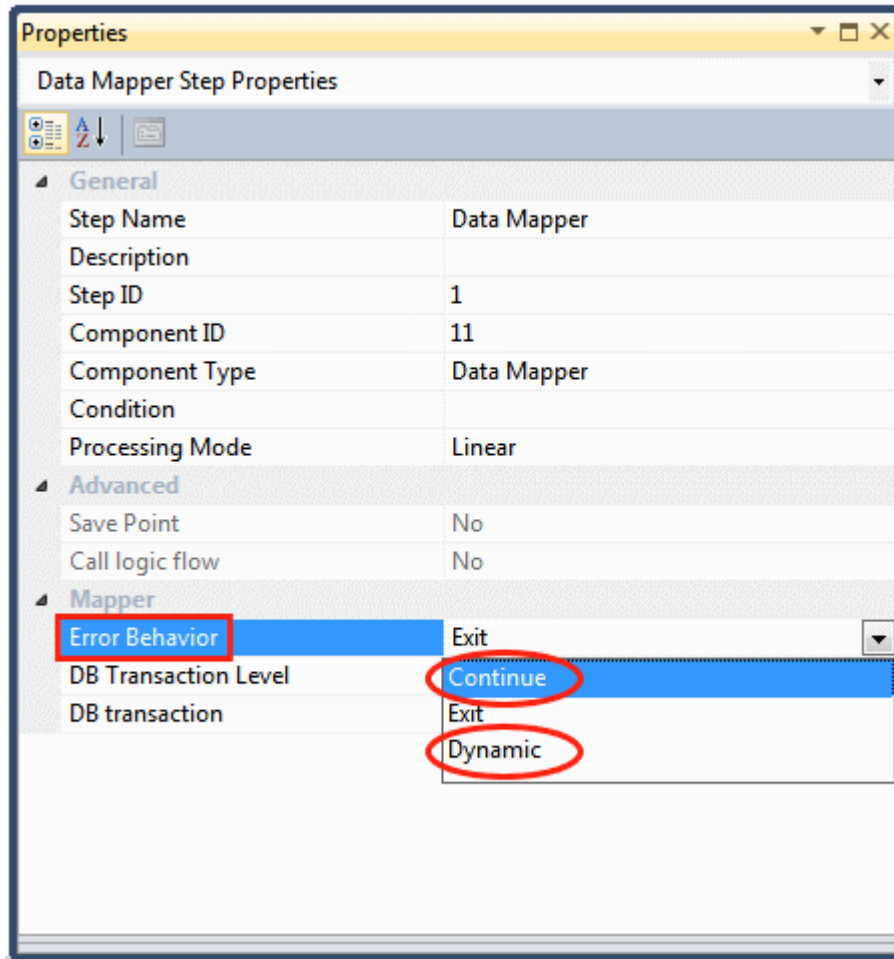 Properties
Data Mapper Step Properties
General
Step Name Data Mapper
Description
Step ID 1
Component ID 11
Component Type Data Mapper
Condition
Processing Mode Linear
Advanced
Save Point No
Call logic flow No
Mapper
Error Behavior Exit
DB Transaction Level Continue
DB transaction Exit
Dynamic